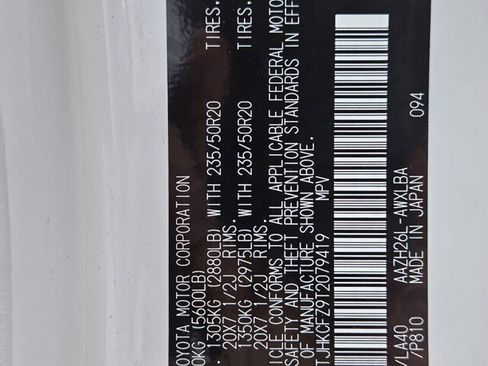 OYOTA MOTOR CORPORATION
0KG (5600LB)
1305KG (2880LB) WITH 235/50R20 TIRES.
20X7 1/2J RIMS.
1350KG (2975LB) WITH 235/50R20 TIRES.
20X7 1/2J RIMS.
ICLE CONFORMS TO ALL APPLICABLE FEDERAL MOTO
SAFETY AND THEFT PREVENTION STANDARDS IN EFF
OF MANUFACTURE SHOWN ABOVE.
TJHKCFZ9T2079419 MPV
/LA40 AAZH26L-AWXLBA 094
/P810 MADE IN JAPAN